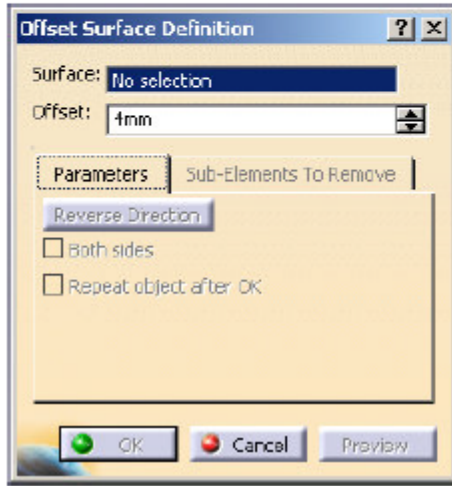 Offset Surface Definition ? ×
Surface: No selection
Offset: 4mm
Parameters Sub-Elements To Remove
Reverse Direction
Both sides
Repeat object after OK
OK Cancel Preview